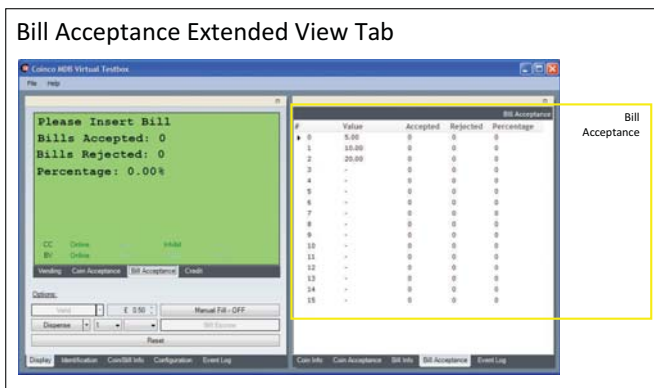 Bill Acceptance Extended View Tab
Coinco MDB Virtual Testbox
File Help
Please Insert Bill
Bills Accepted: 0
Bills Rejected: 0
Percentage: 0.00%
CC Online Inhibit
BV Online
Vending Coin Acceptance Bill Acceptance Credit
Options:
Vend £ 0.50 Manual Fill - OFF
Dispense 1 Bill Escrow
Reset
Display Identification Coin/Bill Info Configuration Event Log
Bill Acceptance
# Value Accepted Rejected Percentage
0 5.00 0 0 0
1 10.00 0 0 0
2 20.00 0 0 0
3 - 0 0 0
4 - 0 0 0
5 - 0 0 0
6 - 0 0 0
7 - 0 0 0
8 - 0 0 0
9 - 0 0 0
10 - 0 0 0
11 - 0 0 0
12 - 0 0 0
13 - 0 0 0
14 - 0 0 0
15 - 0 0 0
Coin Info Coin Acceptance Bill Info Bill Acceptance Event Log
Bill
Acceptance